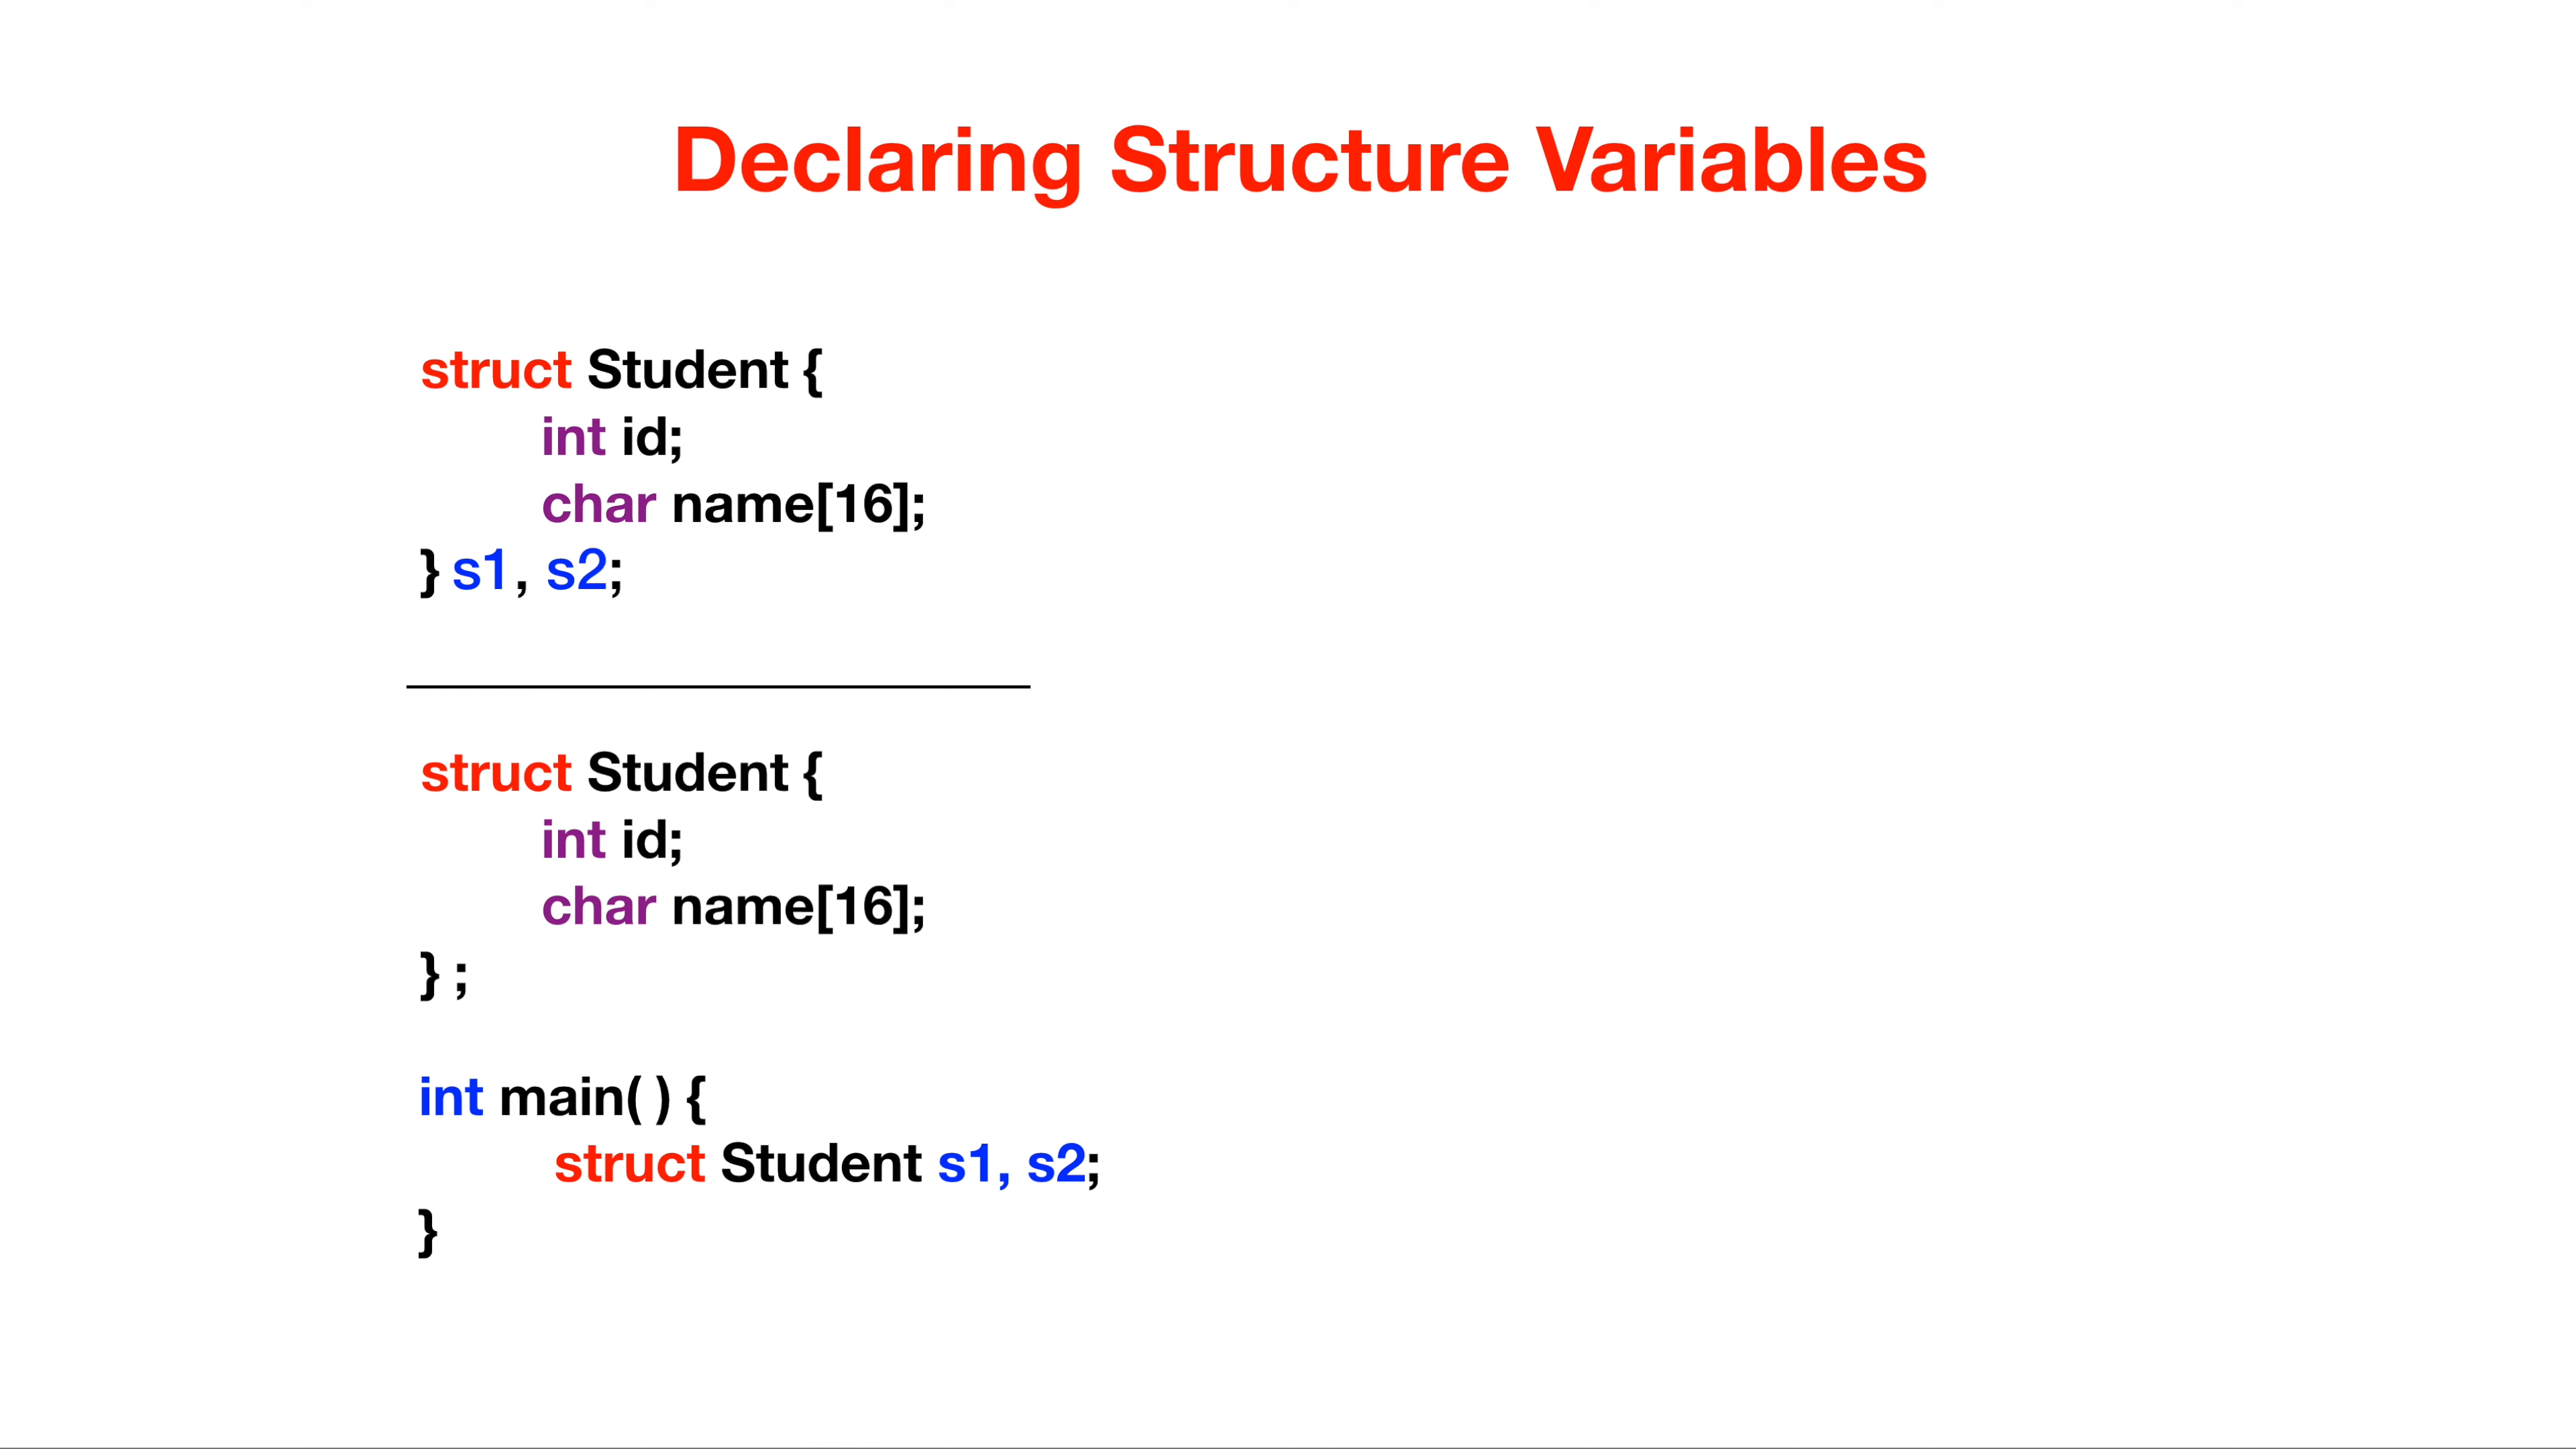 Declaring Structure Variables
struct Student {
int id;
char name[16];
} s1, s2;
struct Student {
int id;
char name[16];
} ;
int main( ) {
struct Student s1, s2;
}